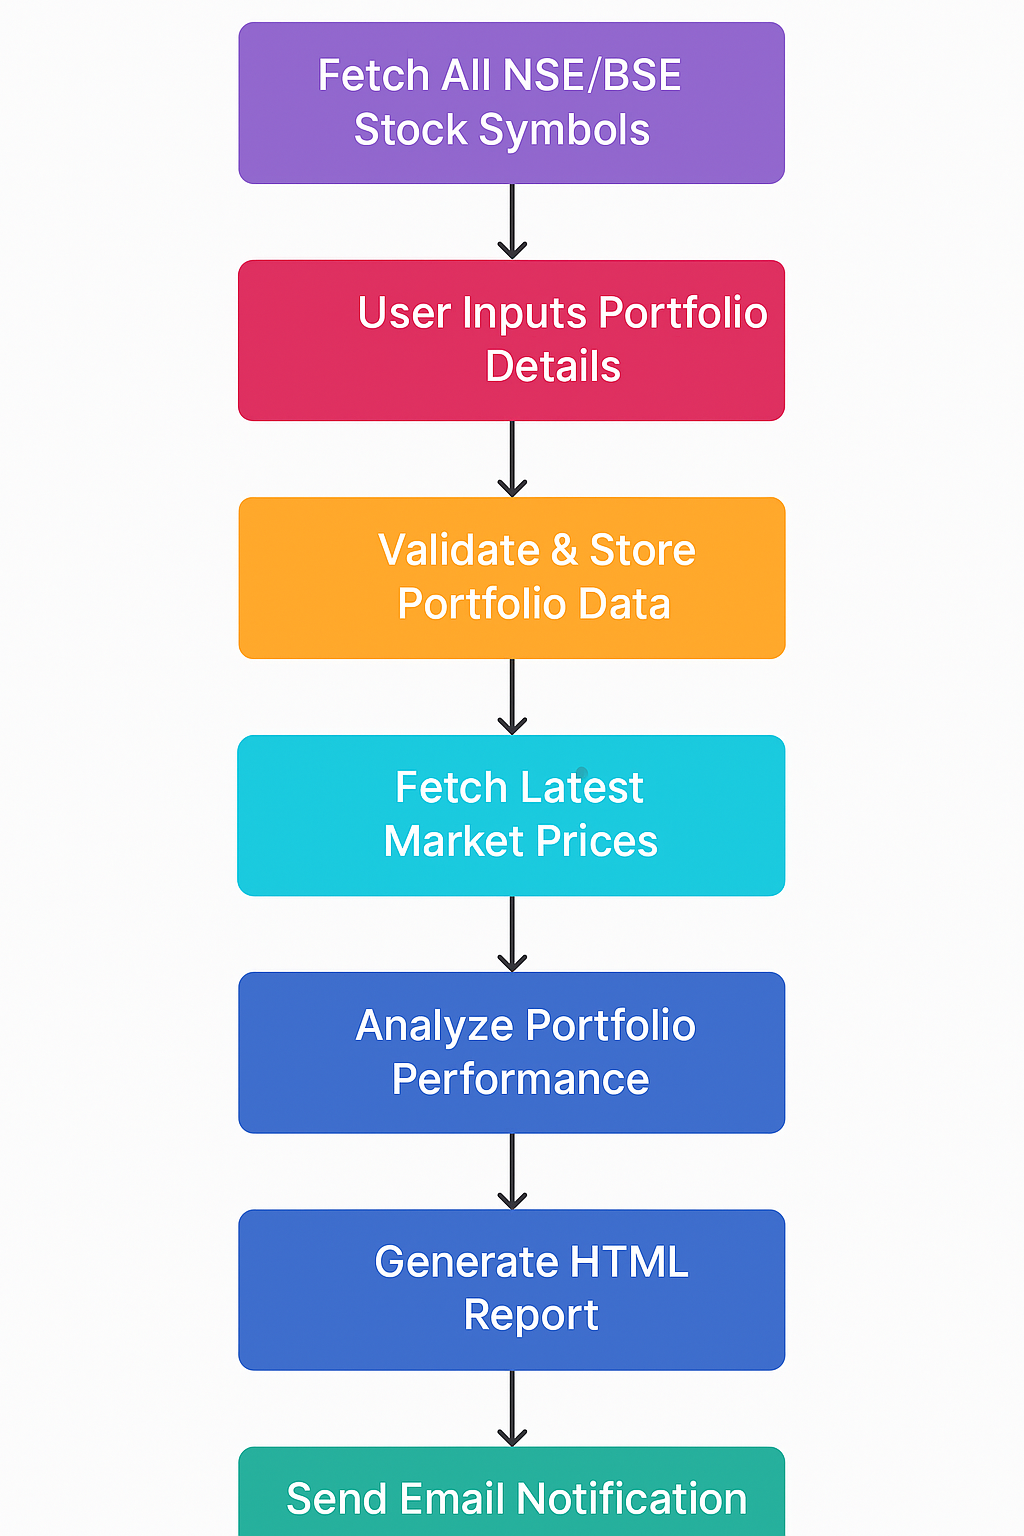 Fetch All NSE/BSE
Stock Symbols
User Inputs Portfolio
Details
Validate & Store
Portfolio Data
Fetch Latest
Market Prices
Analyze Portfolio
Performance
Generate HTML
Report
Send Email Notification